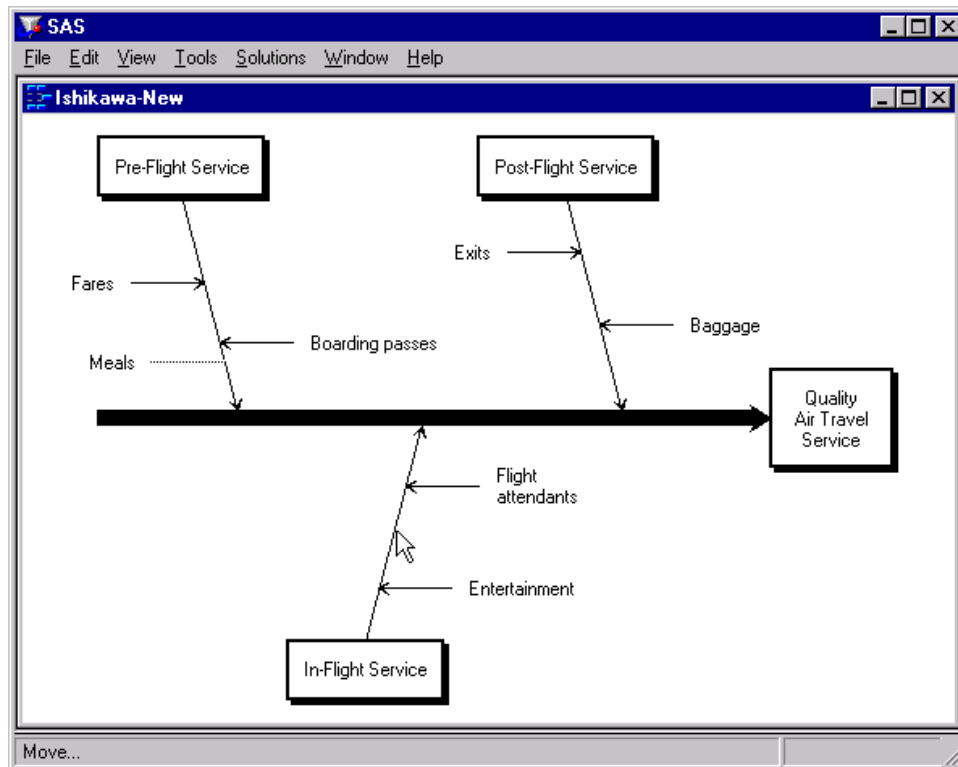 SAS
File Edit View Tools Solutions Window Help
Ishikawa-New
Pre-Flight Service
Post-Flight Service
Exits
Fares
Baggage
Boarding passes
Meals
Quality
Air Travel
Service
Flight
attendants
Entertainment
In-Flight Service
Move...